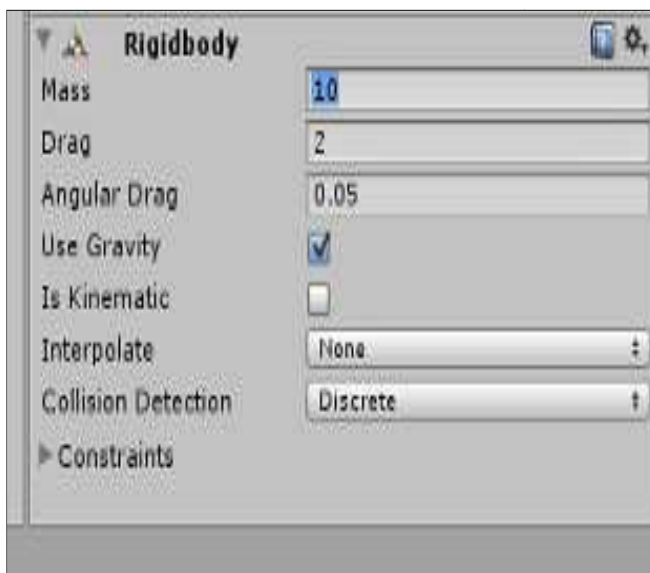 Rigidbody
Mass 10
Drag 2
Angular Drag 0.05
Use Gravity
Is Kinematic
Interpolate None
Collision Detection Discrete
Constraints